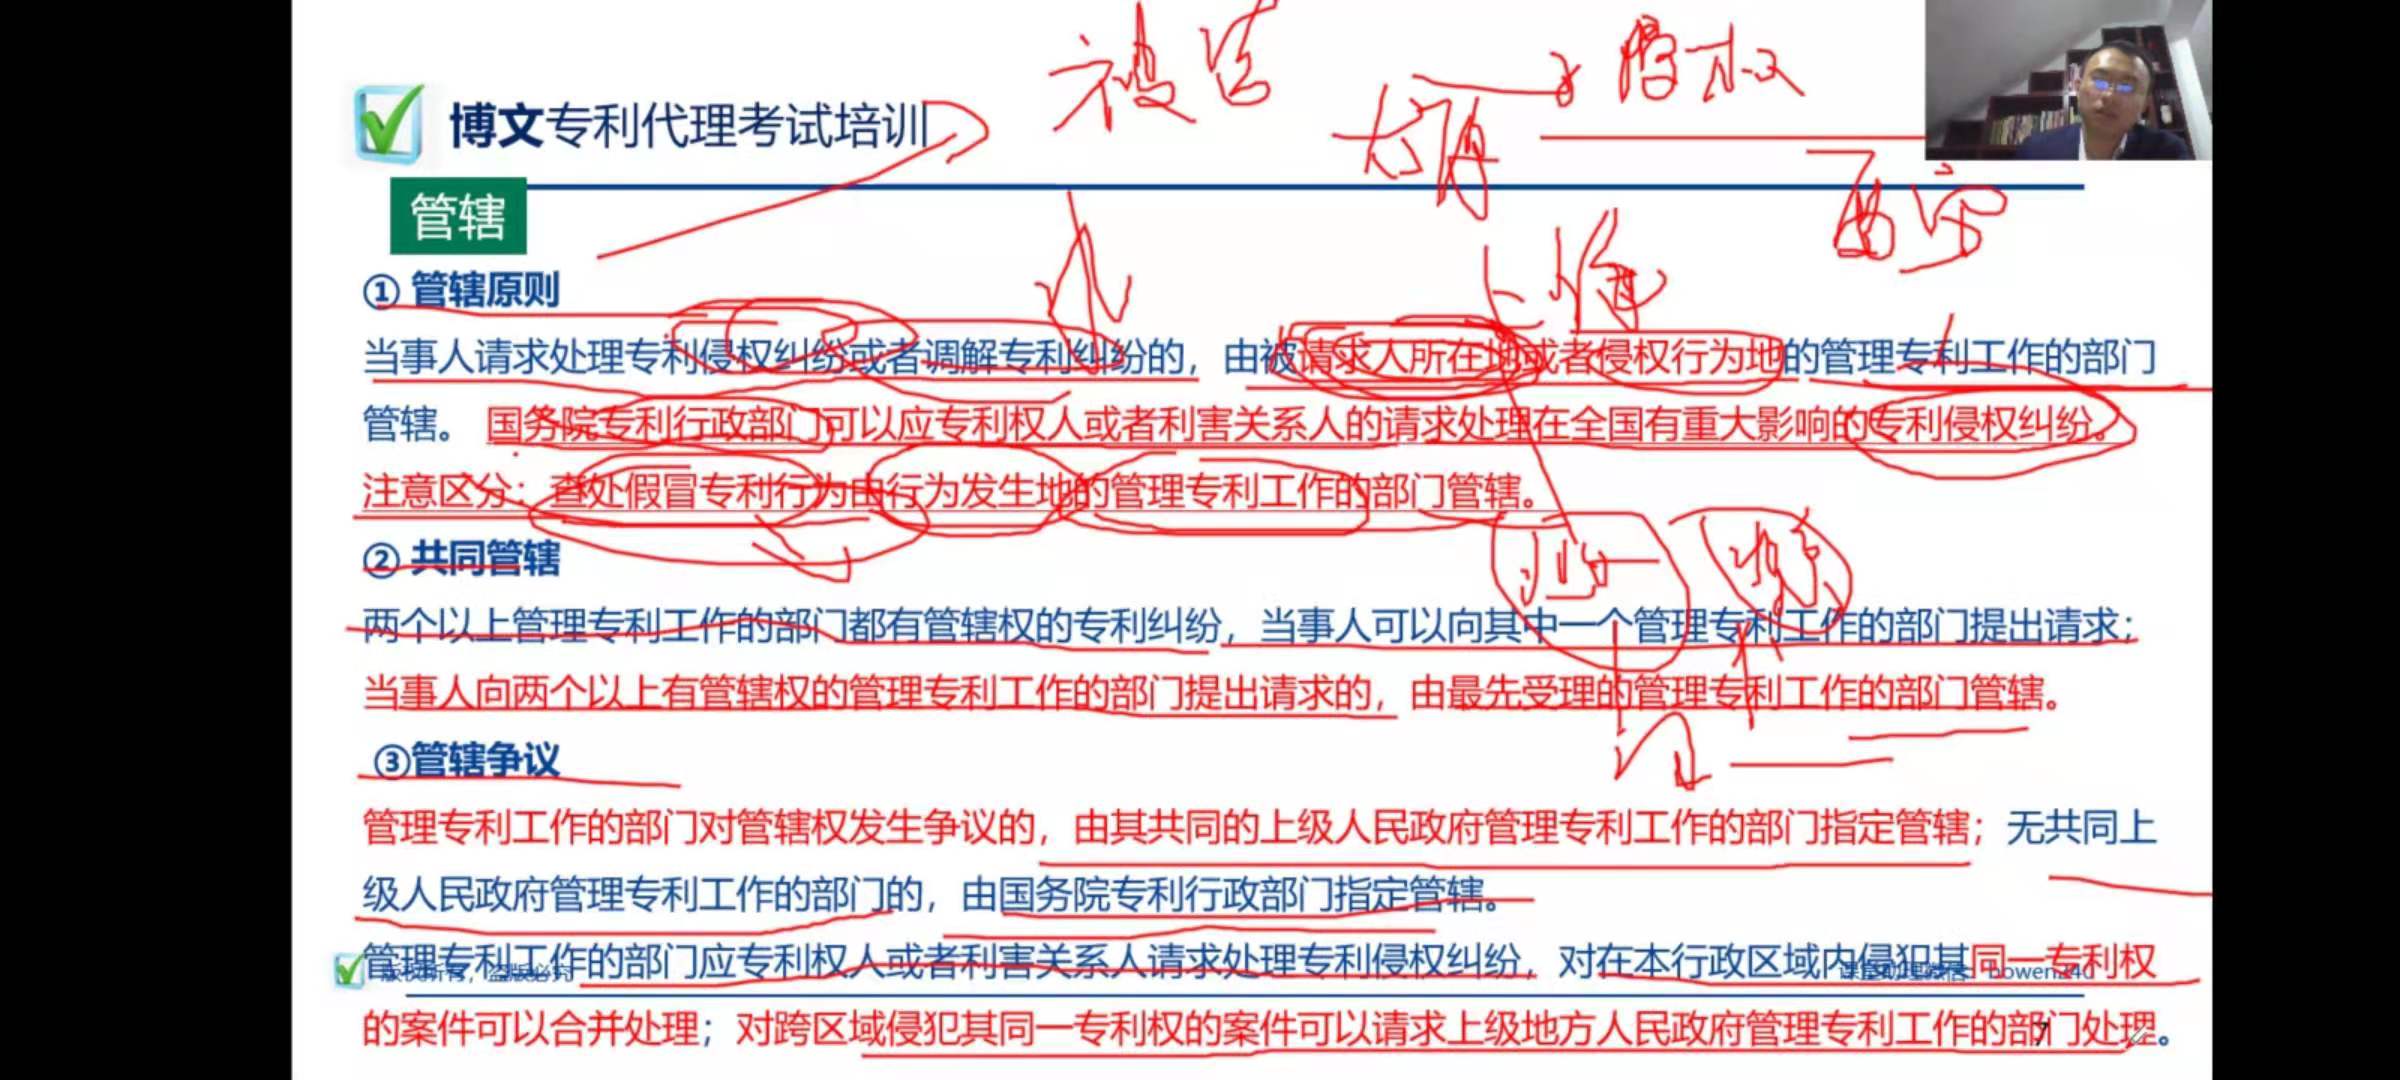 博文专利代理考试培训
被告
侵权
西安
上海
管辖
① 管辖原则
当事人请求处理专利侵权纠纷或者调解专利纠纷的，由被请求人所在地或者侵权行为地的管理专利工作的部门
管辖。 国务院专利行政部门可以应专利权人或者利害关系人的请求处理在全国有重大影响的专利侵权纠纷。
注意区分：查处假冒专利行为由行为发生地的管理专利工作的部门管辖。
② 共同管辖
两个以上管理专利工作的部门都有管辖权的专利纠纷，当事人可以向其中一个管理专利工作的部门提出请求；
当事人向两个以上有管辖权的管理专利工作的部门提出请求的，由最先受理的管理专利工作的部门管辖。
③管辖争议
管理专利工作的部门对管辖权发生争议的，由其共同的上级人民政府管理专利工作的部门指定管辖；无共同上
级人民政府管理专利工作的部门的，由国务院专利行政部门指定管辖。
管理专利工作的部门应专利权人或者利害关系人请求处理专利侵权纠纷，对在本行政区域内侵犯其同一专利权
版权所有，盗版必究
的案件可以合并处理；对跨区域侵犯其同一专利权的案件可以请求上级地方人民政府管理专利工作的部门处理。
7